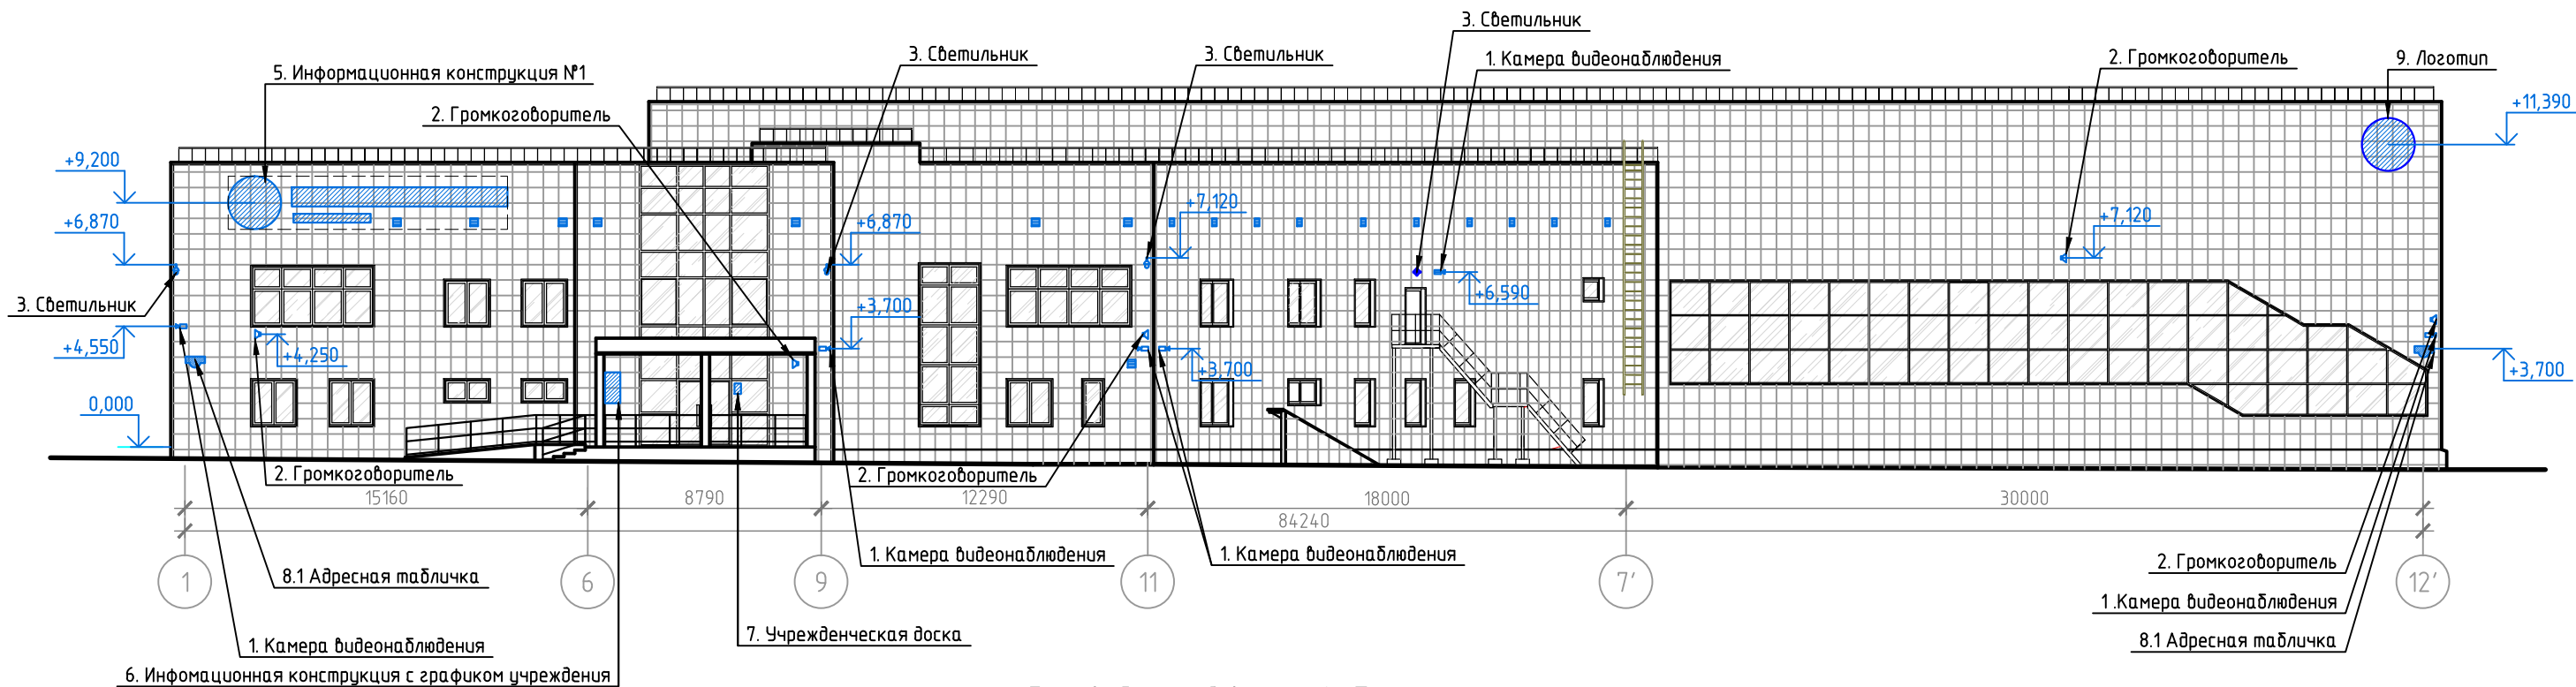 3. Светильник
3. Светильник
3. Светильник
1. Камера видеонаблюдения
2. Громкоговоритель
9. Логотип
5. Информационная конструкция №1
2. Громкоговоритель
+11,390
+9,200
+6,870
+7,120
+6,870
+7,120
3. Светильник
+6,590
+3,700
+4,550
+4,250
+3,700
+3,700
0,000
2. Громкоговоритель
2. Громкоговоритель
15160
8790
12290
18000
30000
84240
1. Камера видеонаблюдения
1. Камера видеонаблюдения
2. Громкоговоритель
1
6
9
11
7'
12'
8.1 Адресная табличка
1 .Камера видеонаблюдения
7. Учрежденческая доска
8.1 Адресная табличка
1. Камера видеонаблюдения
6. Инфомационная конструкция с графиком учреждения